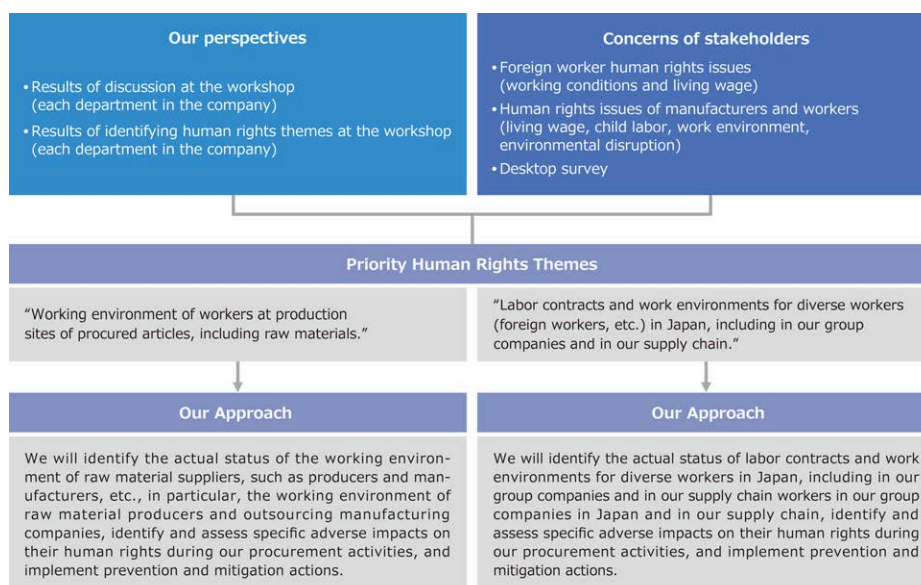 Our perspectives
• Results of discussion at the workshop
(each department in the company)
• Results of identifying human rights themes at the workshop
(each department in the company)
Concerns of stakeholders
• Foreign worker human rights issues
(working conditions and living wage)
• Human rights issues of manufacturers and workers
(living wage, child labor, work environment,
environmental disruption)
• Desktop survey
Priority Human Rights Themes
“Working environment of workers at production
sites of procured articles, including raw materials.”
“Labor contracts and work environments for diverse workers
(foreign workers, etc.) in Japan, including in our group
companies and in our supply chain.”
Our Approach
We will identify the actual status of the working environ-
ment of raw material suppliers, such as producers and man-
ufacturers, etc., in particular, the working environment of
raw material producers and outsourcing manufacturing
companies, identify and assess specific adverse impacts on
their human rights during our procurement activities, and
implement prevention and mitigation actions.
Our Approach
We will identify the actual status of labor contracts and work
environments for diverse workers in Japan, including in our
group companies and in our supply chain workers in our group
companies in Japan and in our supply chain, identify and
assess specific adverse impacts on their human rights during
our procurement activities, and implement prevention and
mitigation actions.